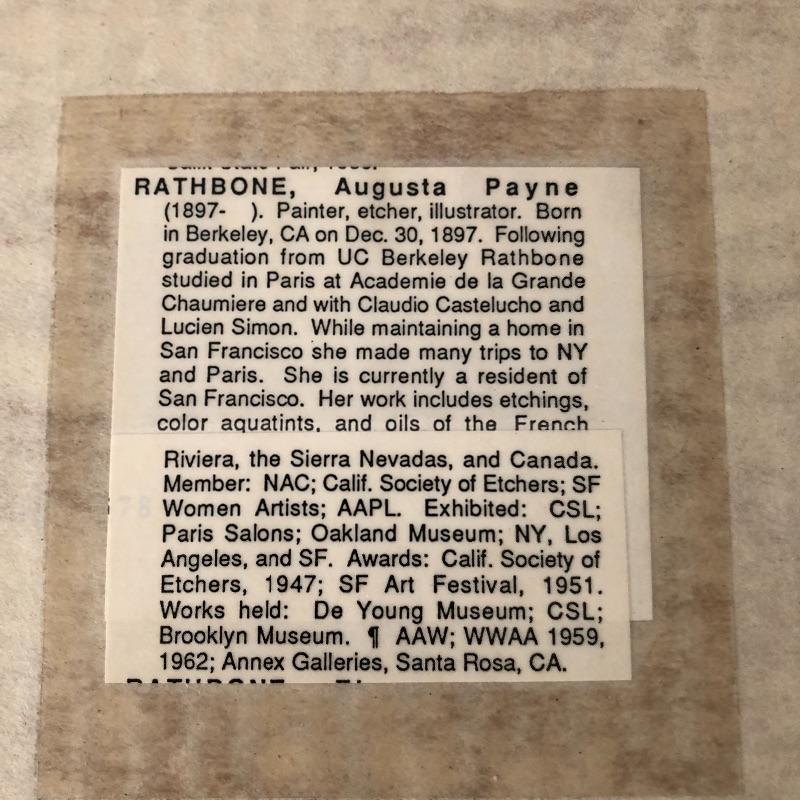 RATHBONE, Augusta Payne
(1897- ). Painter, etcher, illustrator. Born
in Berkeley, CA on Dec. 30, 1897. Following
graduation from UC Berkeley Rathbone
studied in Paris at Academie de la Grande
Chaumiere and with Claudio Castelucho and
Lucien Simon. While maintaining a home in
San Francisco she made many trips to NY
and Paris. She is currently a resident of
San Francisco. Her work includes etchings,
color aquatints, and oils of the French
Riviera, the Sierra Nevadas, and Canada.
Member: NAC; Calif. Society of Etchers; SF
Women Artists; AAPL. Exhibited: CSL;
Paris Salons; Oakland Museum; NY, Los
Angeles, and SF. Awards: Calif. Society of
Etchers, 1947; SF Art Festival, 1951.
Works held: De Young Museum; CSL;
Brooklyn Museum. ¶ AAW; WWAA 1959,
1962; Annex Galleries, Santa Rosa, CA.
RATHBONE,